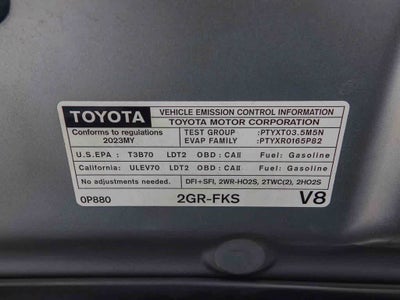 TOYOTA VEHICLE EMISSION CONTROL INFORMATION
TOYOTA MOTOR CORPORATION
Conforms to regulations TEST GROUP :PTYXT03.5M5N
2023MY EVAP FAMILY :PTYXR0165P82
U.S.EPA : T3B70 LDT2 OBD : CAII Fuel: Gasoline
California: ULEV70 LDT2 OBD : CAII Fuel: Gasoline
No adjustments needed. DFI+SFI, 2WR-HO2S, 2TWC(2), 2HO2S
0P880 2GR-FKS V8